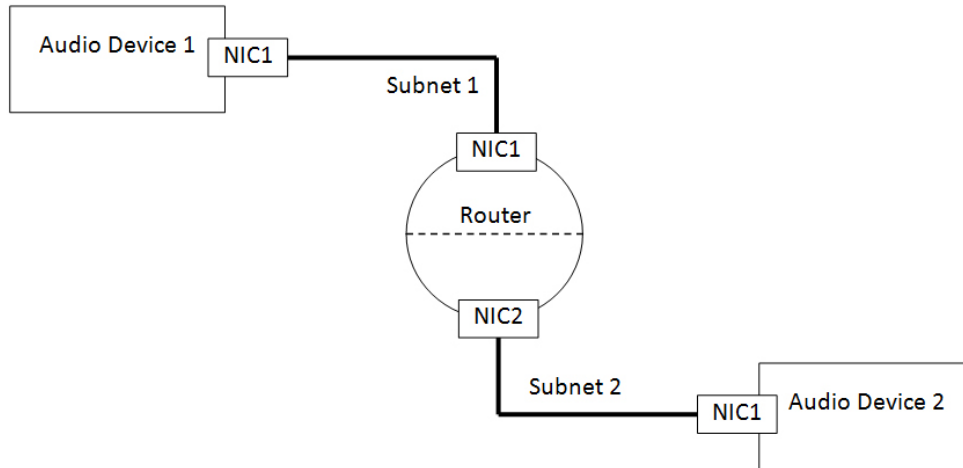 Audio Device 1
NIC1
Subnet 1
NIC1
Router
NIC2
Subnet 2
NIC1
Audio Device 2